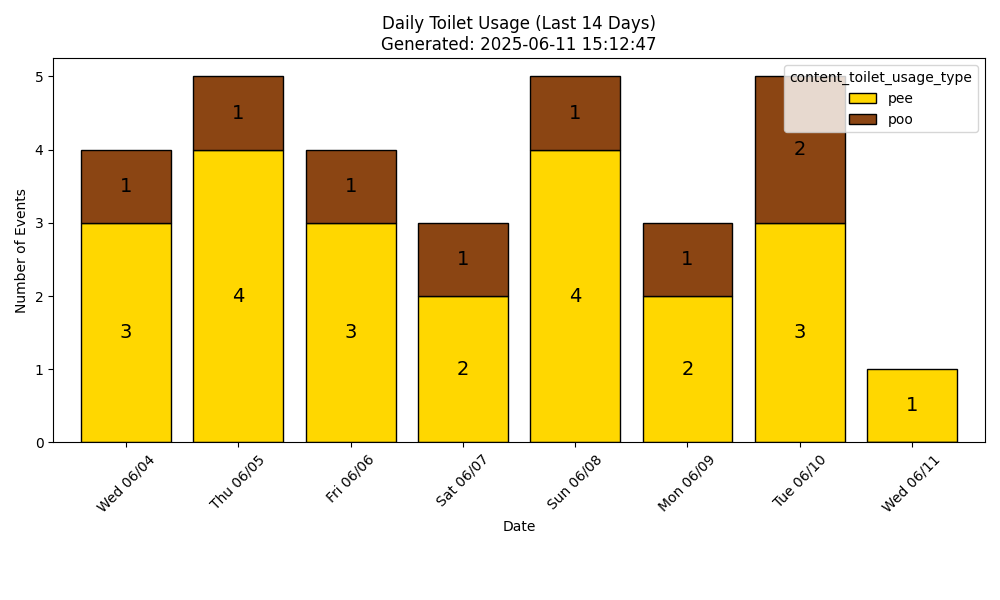 Daily Toilet Usage (Last 14 Days)
Generated: 2025-06-11 15:12:47
content_toilet_usage_type
pee
poo
Number of Events
5
4
3
2
1
0
1
1
1
1
1
1
2
3
4
3
2
4
2
3
1
Wed 06/04
Thu 06/05
Fri 06/06
Sat 06/07
Sun 06/08
Mon 06/09
Tue 06/10
Wed 06/11
Date